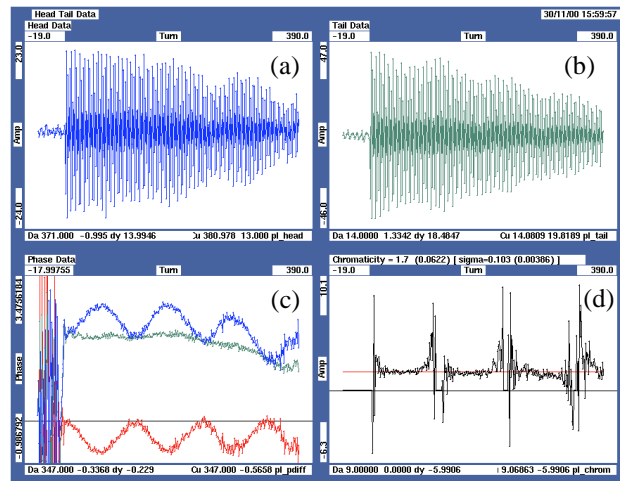 Head Tail Data
30/11/00 15:59:57
Head Data
-19.0 Turn 390.0
23.0
Amp
-24.0
(a)
Da 371.000 -0.995 dy 13.9946 Cu 380.978 13.000 pl_head
Tail Data
-19.0 Turn 390.0
47.0
Amp
-46.0
(b)
Da 14.0000 1.3342 dy 18.4847 Cu 14.0809 19.8189 pl_tail
Phase Data
-17.99755 Turn 390.0
Phase
(c)
Da 347.000 -0.3368 dy -0.229 Cu 347.000 -0.5658 pl_pdiff
Chromaticity = 1.7 (0.0622) [ sigma=0.103 (0.00386) ]
-19.0 Turn 390.0
10.1
Amp
-6.3
(d)
Da 9.00000 0.0000 dy -5.9906 9.06863 -5.9906 pl_chrom